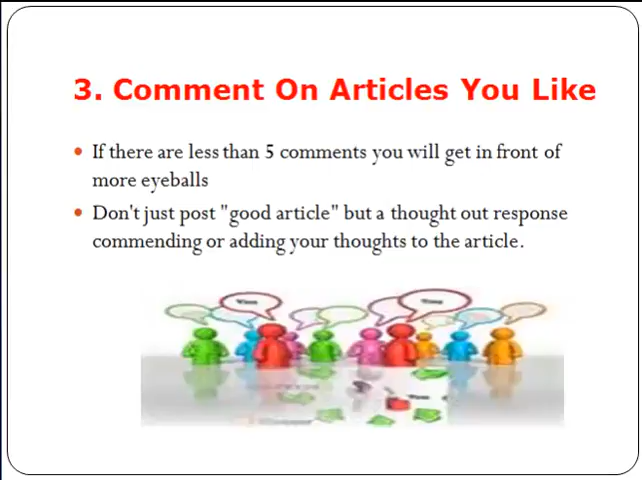 3. Comment On Articles You Like
If there are less than 5 comments you will get in front of
more eyeballs
Don't just post "good article" but a thought out response
commending or adding your thoughts to the article.